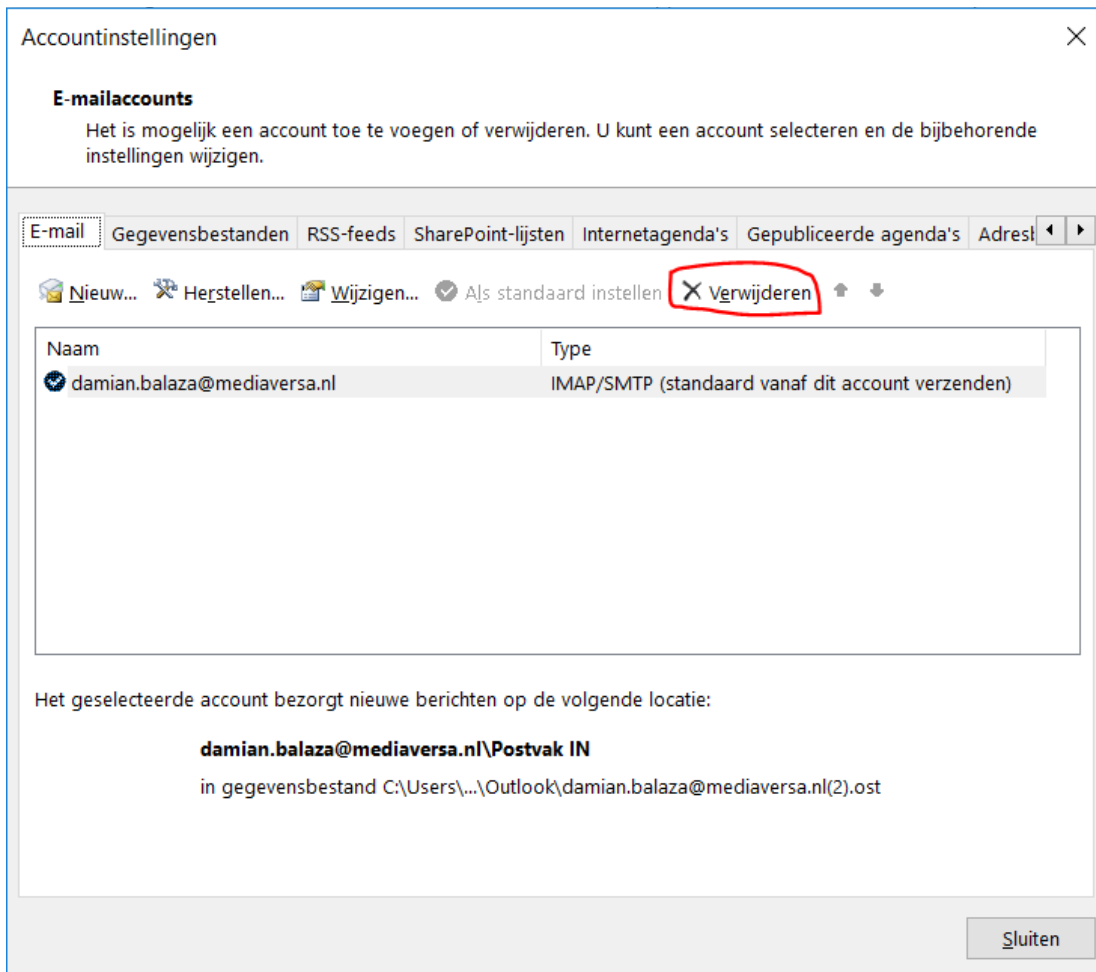 Accountinstellingen
E-mailaccounts
Het is mogelijk een account toe te voegen of verwijderen. U kunt een account selecteren en de bijbehorende
instellingen wijzigen.
E-mail Gegevensbestanden RSS-feeds SharePoint-lijsten Internetagenda's Gepubliceerde agenda's
Nieuw... Herstellen... Wijzigen... Als standaard instellen Verwijderen
Naam Type
damian.balaza@mediaversa.nl IMAP/SMTP (standaard vanaf dit account verzenden)
Het geselecteerde account bezorgt nieuwe berichten op de volgende locatie:
damian.balaza@mediaversa.nl\Postvak IN
in gegevensbestand C:\Users\...\Outlook\damian.balaza@mediaversa.nl(2).ost
Sluiten